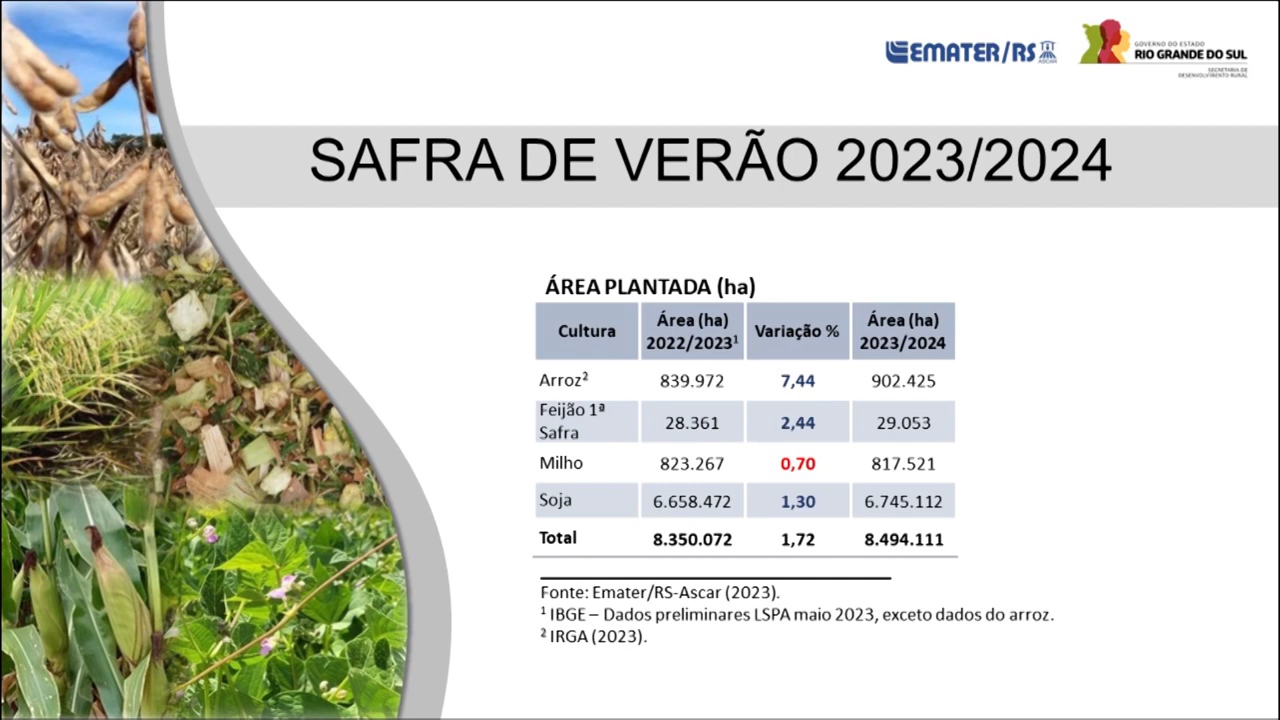 EMATER/RS
ASCAR
GOVERNO DO ESTADO
RIO GRANDE DO SUL
SECRETARIA DE
DESENVOLVIMENTO RURAL
SAFRA DE VERÃO 2023/2024
ÁREA PLANTADA (ha)
Cultura Área (ha) 2022/2023¹ Variação % Área (ha) 2023/2024
Arroz² 839.972 7,44 902.425
Feijão 1ª Safra 28.361 2,44 29.053
Milho 823.267 0,70 817.521
Soja 6.658.472 1,30 6.745.112
Total 8.350.072 1,72 8.494.111
Fonte: Emater/RS-Ascar (2023).
¹ IBGE – Dados preliminares LSPA maio 2023, exceto dados do arroz.
² IRGA (2023).